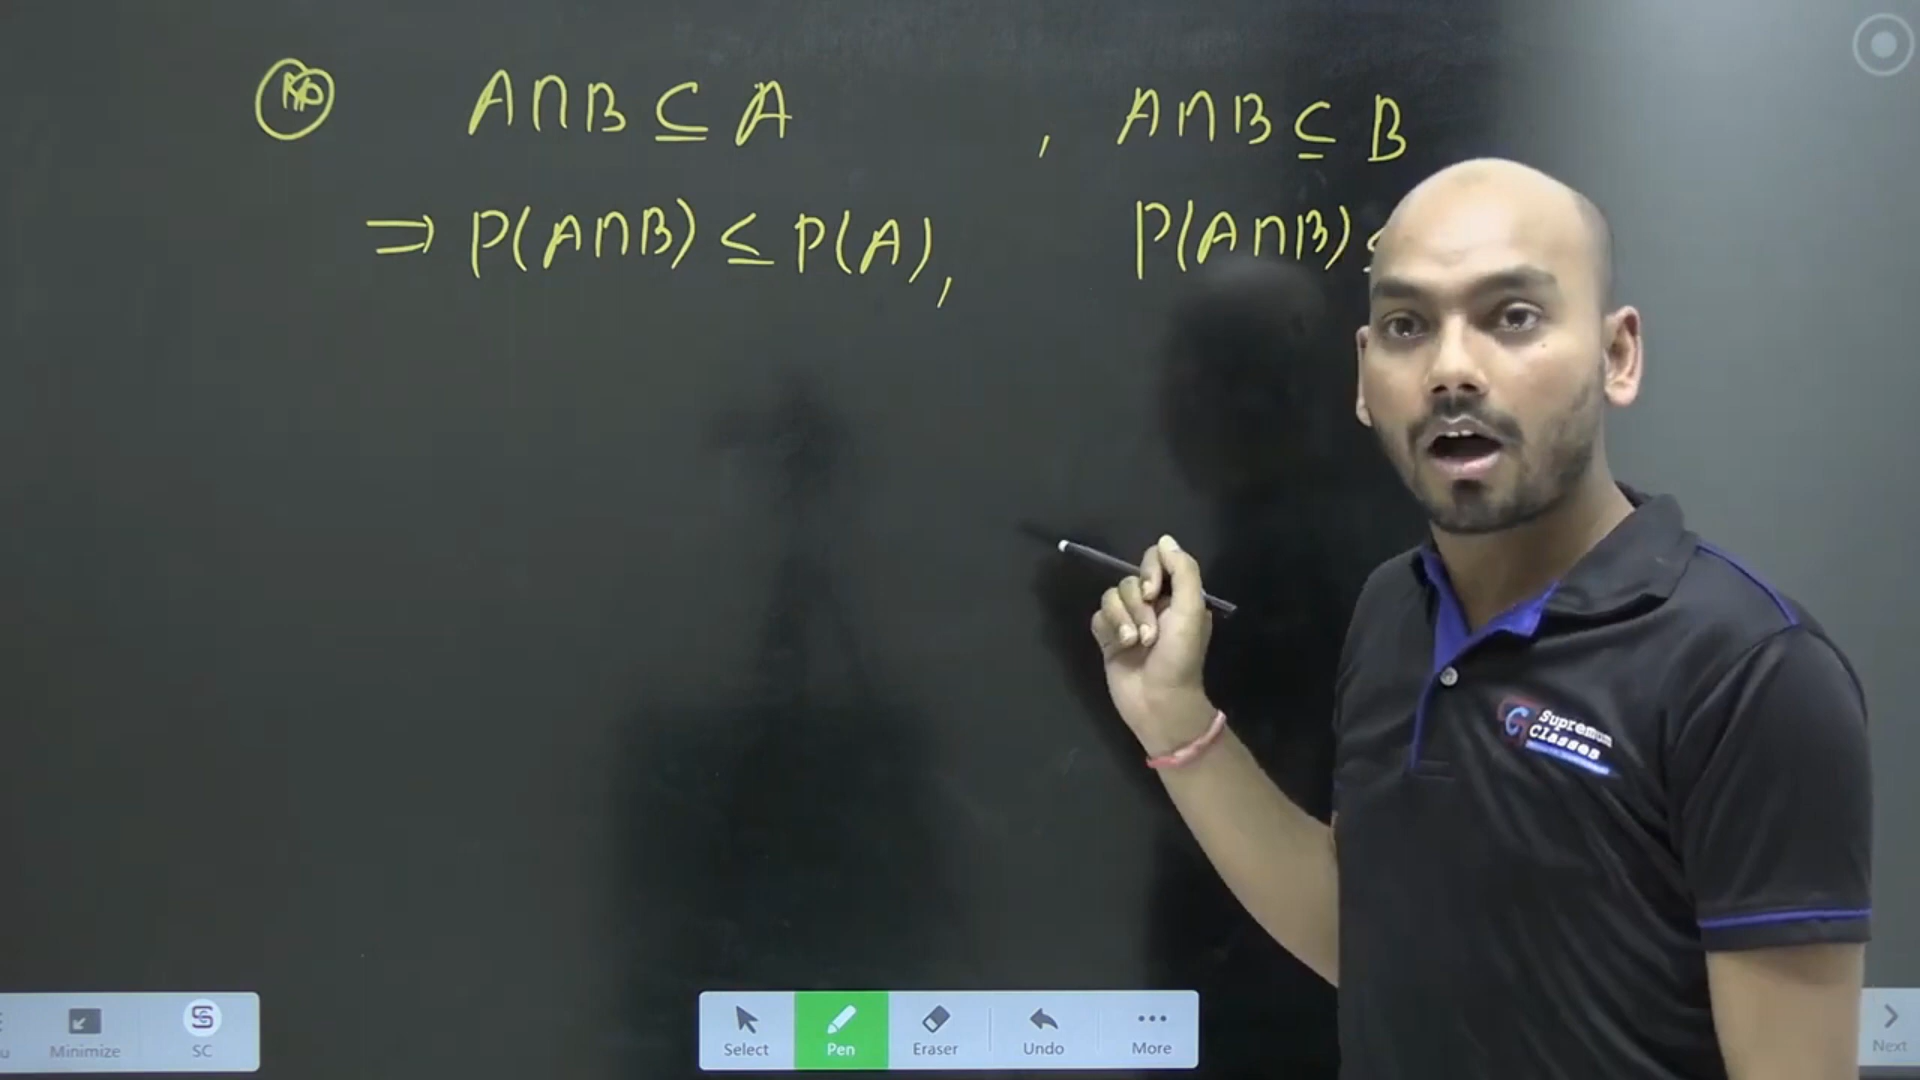 A∩B ⊆ A , A∩B ⊆ B
⇒ P(A∩B) ≤ P(A), P(A∩B) ≤
Supremum
Classes
Minimize
SC
Select
Pen
Eraser
Undo
More
Next